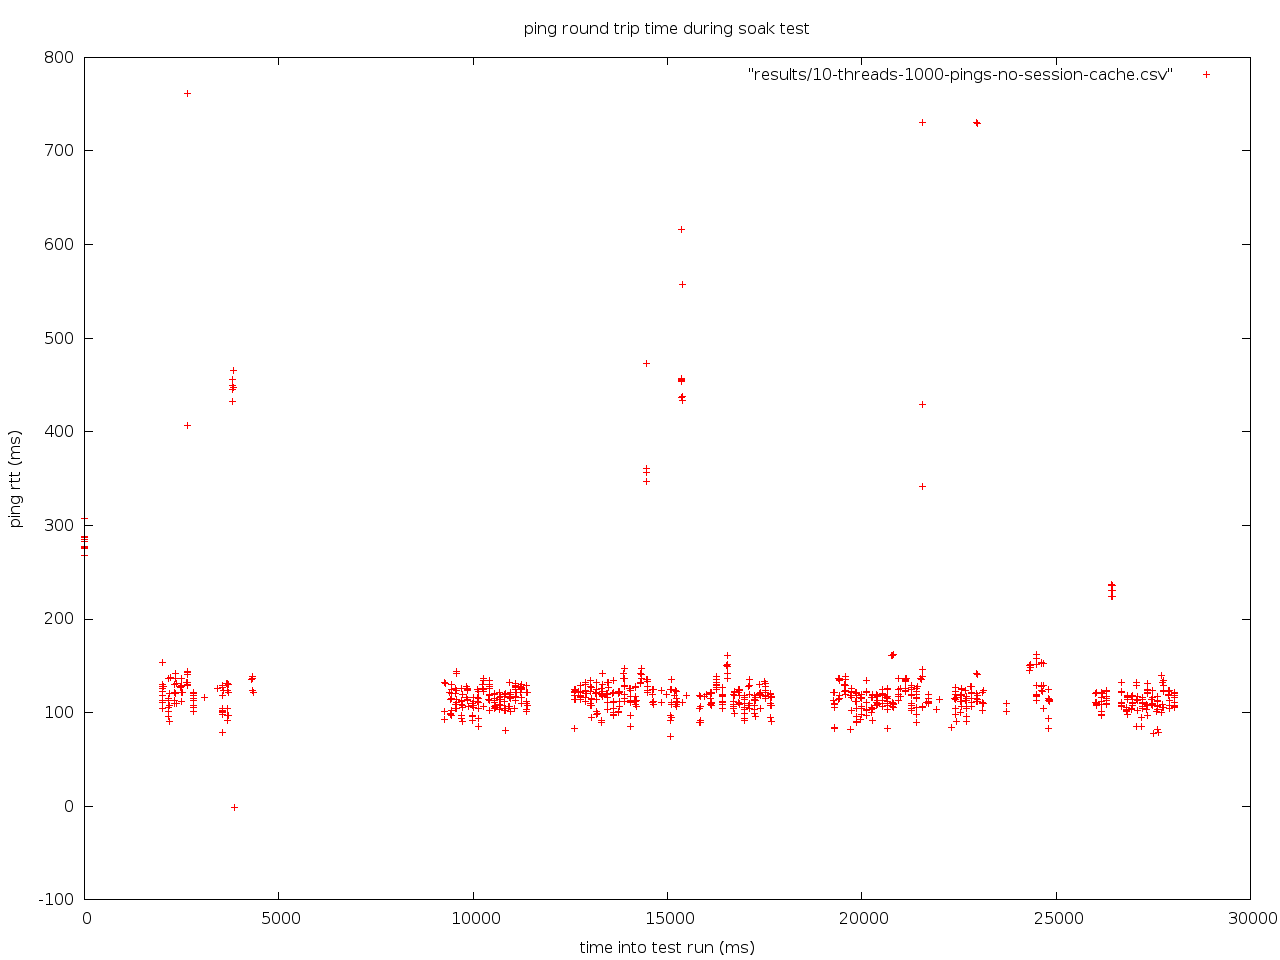 ping round trip time during soak test
"results/10-threads-1000-pings-no-session-cache.csv"
800
700
600
500
400
300
200
100
0
-100
ping rtt (ms)
0 5000 10000 15000 20000 25000 30000
time into test run (ms)